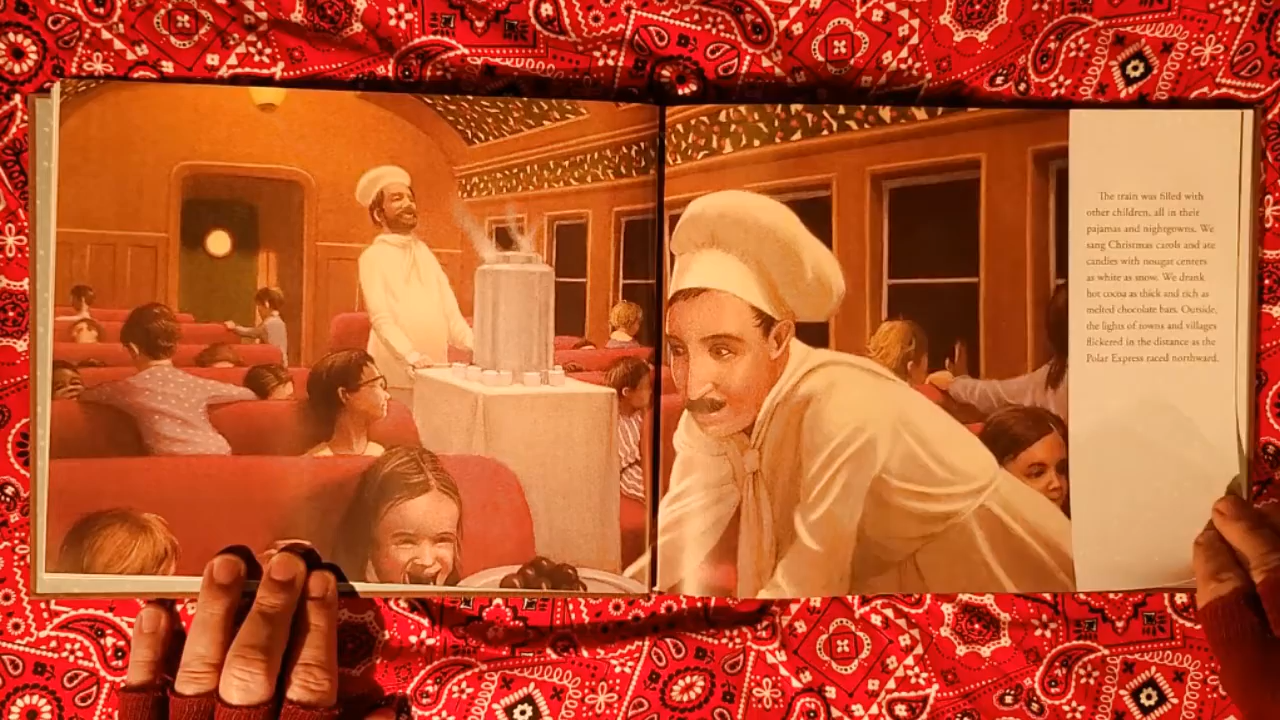 The train was filled with
other children, all in their
pajamas and nightgowns. We
sang Christmas carols and ate
candies with nougat centers
as white as snow. We drank
hot cocoa as thick and rich as
melted chocolate bars. Outside,
the lights of towns and villages
flickered in the distance as the
Polar Express raced northward.